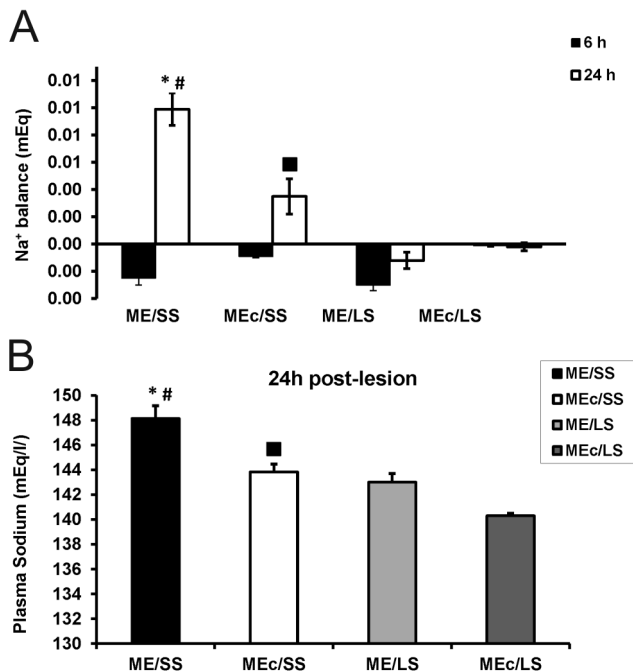 A
6 h
24 h
Na⁺ balance (mEq)
0.01
0.01
0.01
0.01
0.00
0.00
0.00
0.00
0.00
* #
■
ME/SS MEc/SS ME/LS MEc/LS
B
24h post-lesion
ME/SS
MEc/SS
ME/LS
MEc/LS
Plasma Sodium (mEq/l/)
150
148
146
144
142
140
138
136
134
132
130
* #
■
ME/SS MEc/SS ME/LS MEc/LS